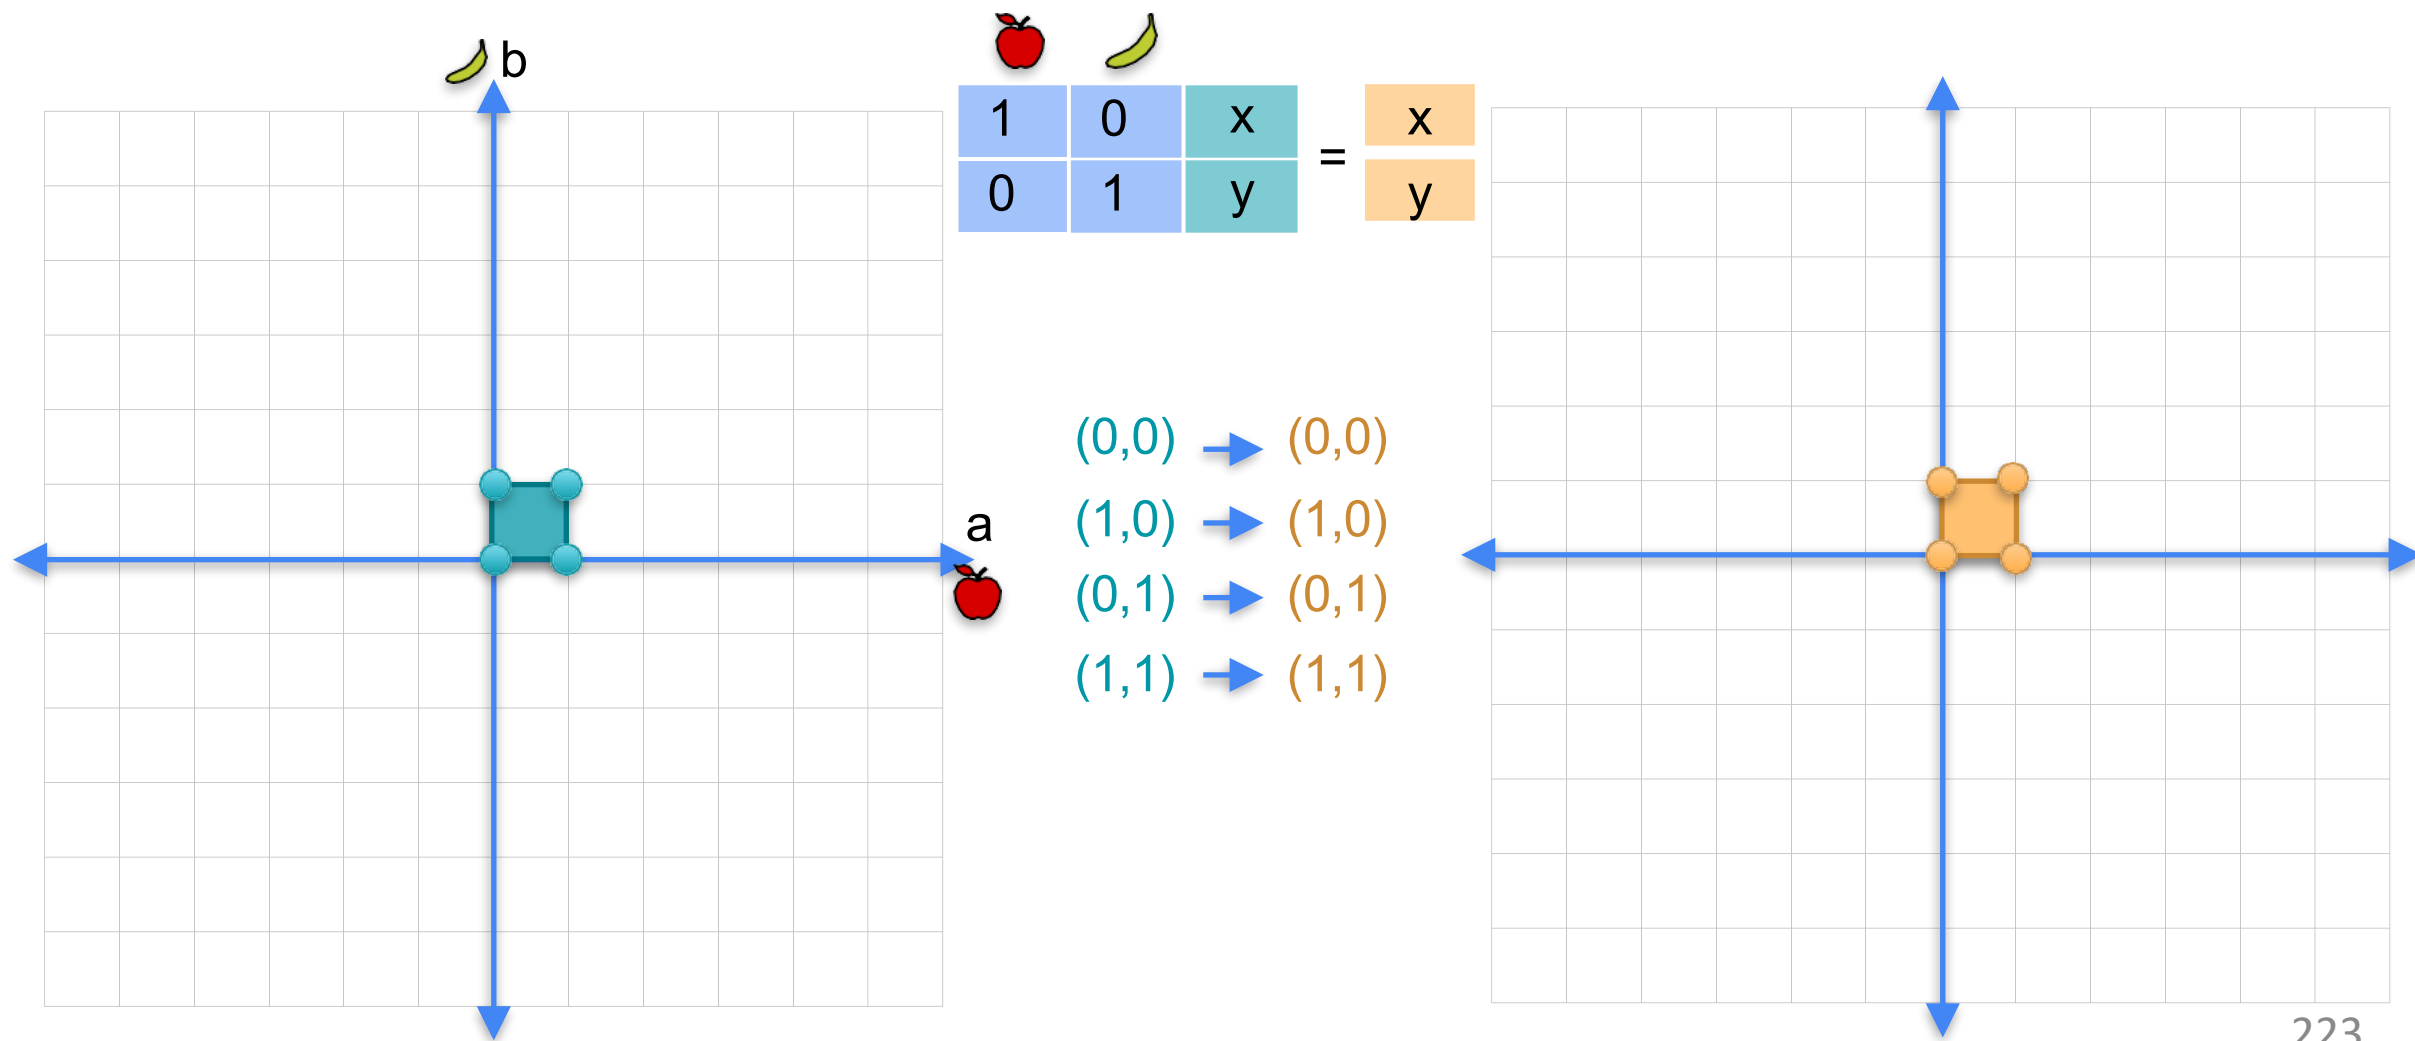 b
1 0 x = x
0 1 y y
a
(0,0) (0,0)
(1,0) (1,0)
(0,1) (0,1)
(1,1) (1,1)
223